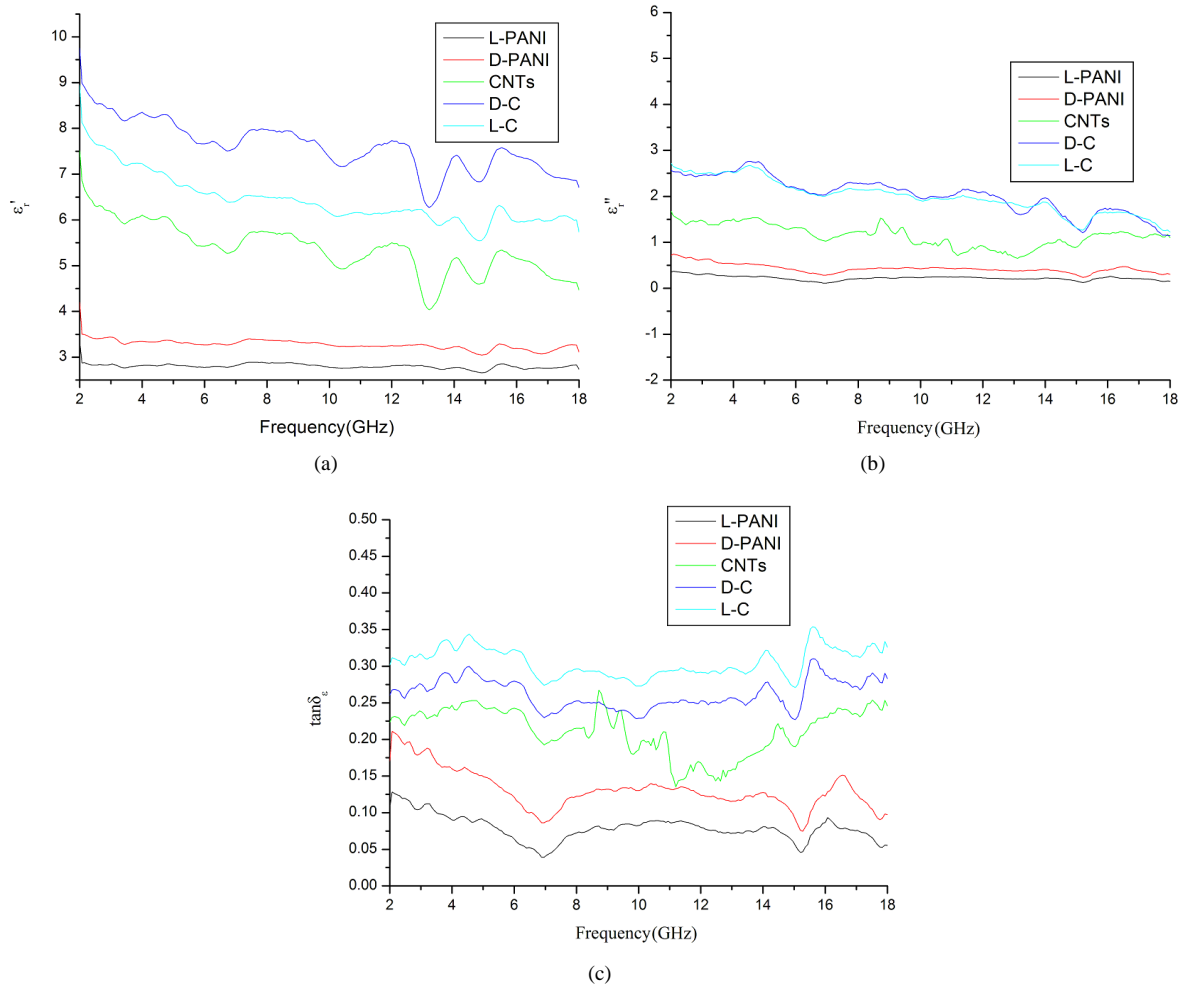 10
9
8
7
6
5
4
3
εr'
L-PANI
D-PANI
CNTs
D-C
L-C
2 4 6 8 10 12 14 16 18
Frequency(GHz)
(a)
6
5
4
3
2
1
0
-1
-2
εr''
L-PANI
D-PANI
CNTs
D-C
L-C
2 4 6 8 10 12 14 16 18
Frequency(GHz)
(b)
0.50
0.45
0.40
0.35
0.30
0.25
0.20
0.15
0.10
0.05
0.00
tanδε
L-PANI
D-PANI
CNTs
D-C
L-C
2 4 6 8 10 12 14 16 18
Frequency(GHz)
(c)